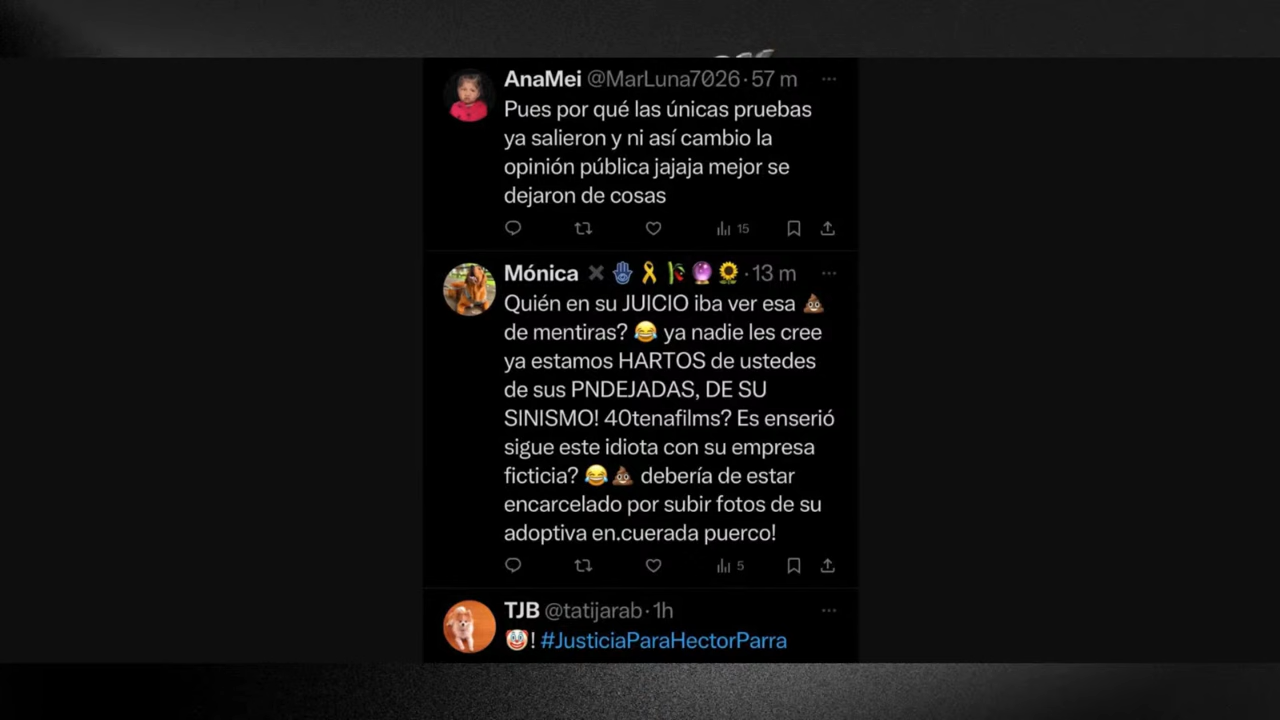 AnaMei @MarLuna7026 · 57 m
Pues por qué las únicas pruebas
ya salieron y ni así cambio la
opinión pública jajaja mejor se
dejaron de cosas
15
Mónica ✖️ 🪬 🎗️ 🥀 🔮 🌻 · 13 m
Quién en su JUICIO iba ver esa 💩
de mentiras? 😂 ya nadie les cree
ya estamos HARTOS de ustedes
de sus PNDEJADAS, DE SU
SINISMO! 40tenafilms? Es enserió
sigue este idiota con su empresa
ficticia? 😂💩 debería de estar
encarcelado por subir fotos de su
adoptiva en.cuerada puerco!
5
TJB @tatijarab · 1h
🤡! #JusticiaParaHectorParra